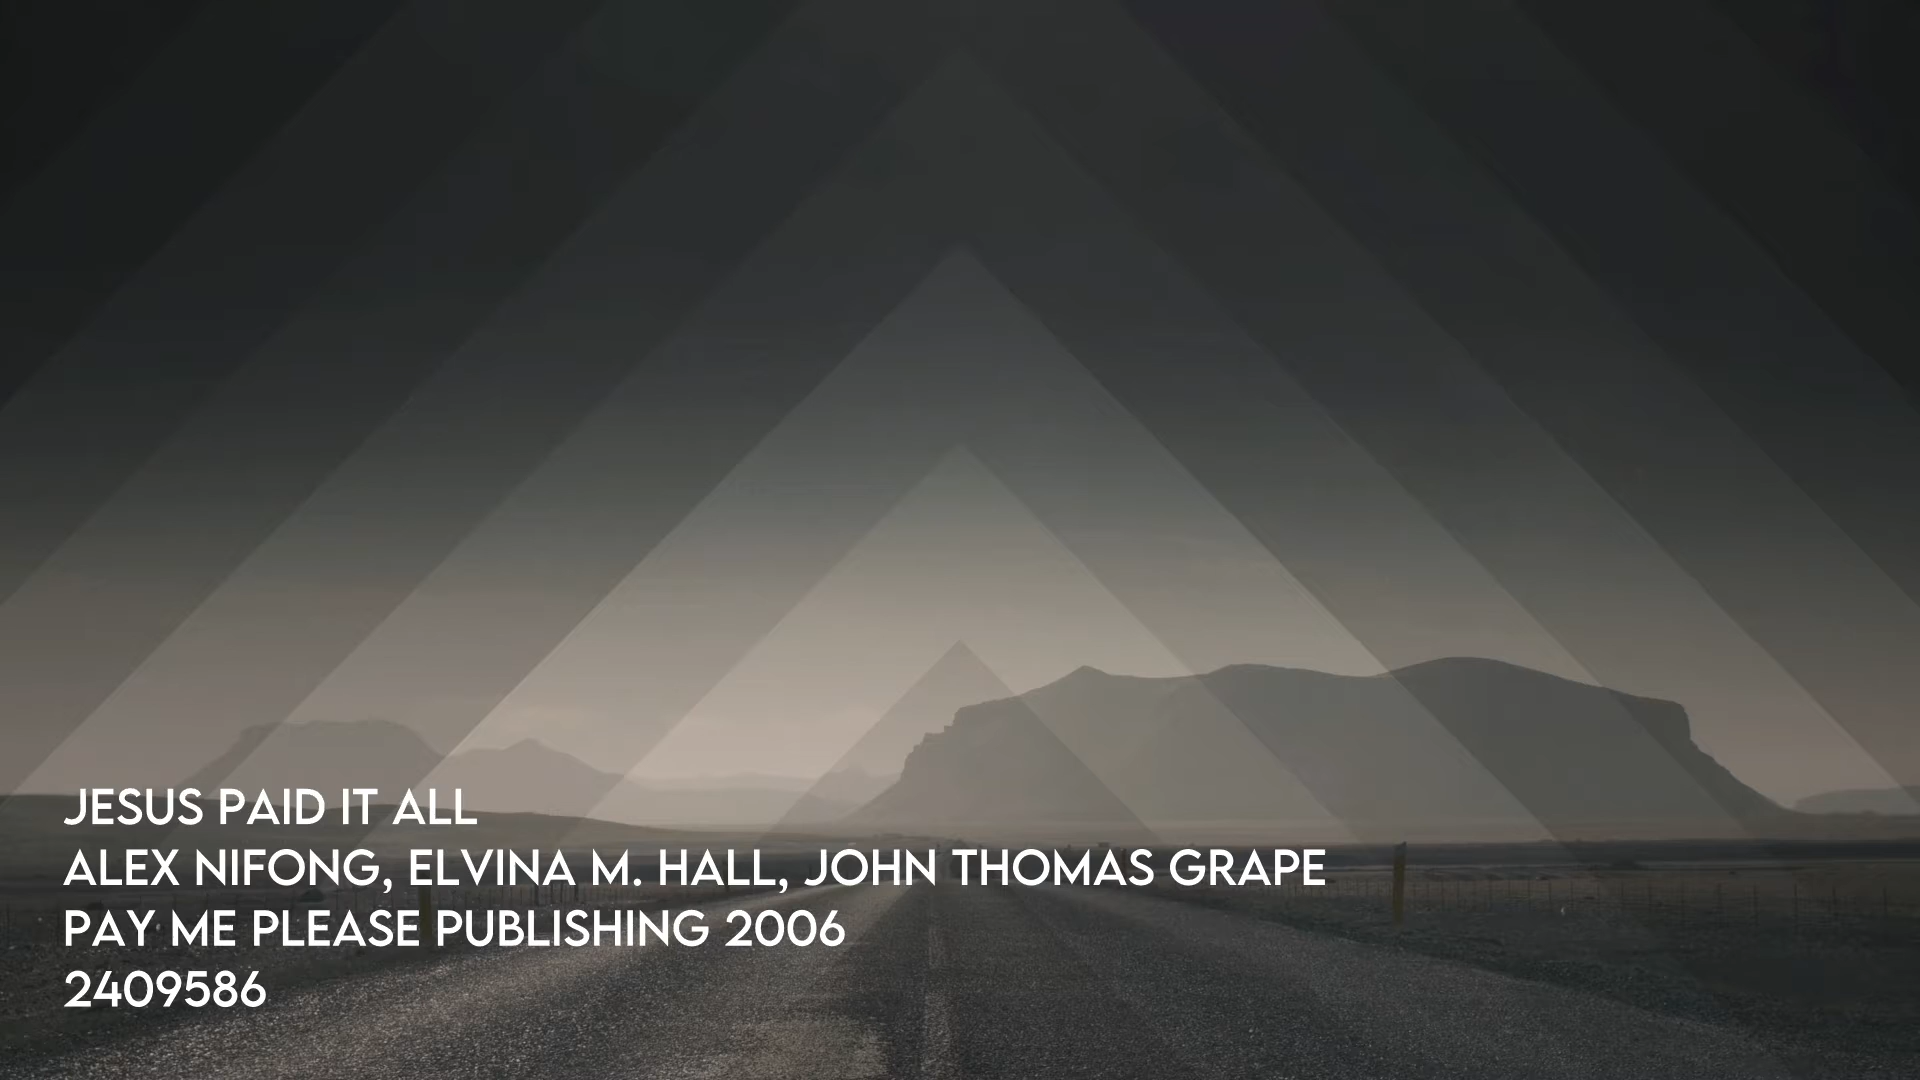 JESUS PAID IT ALL
ALEX NIFONG, ELVINA M. HALL, JOHN THOMAS GRAPE
PAY ME PLEASE PUBLISHING 2006
2409586